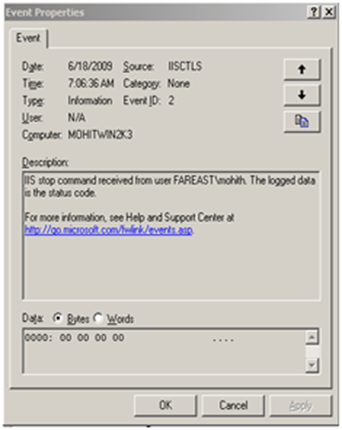 Event Properties
Event
Date: 6/18/2009 Source: IISCTLS
Time: 7:06:36 AM Category: None
Type: Information Event ID: 2
User: N/A
Computer: MOHITWIN2K3
Description:
IIS stop command received from user FAREAST\mohith. The logged data
is the status code.
For more information, see Help and Support Center at
http://go.microsoft.com/fwlink/events.asp.
Data: Bytes Words
0000: 00 00 00 00 ....
OK Cancel Apply